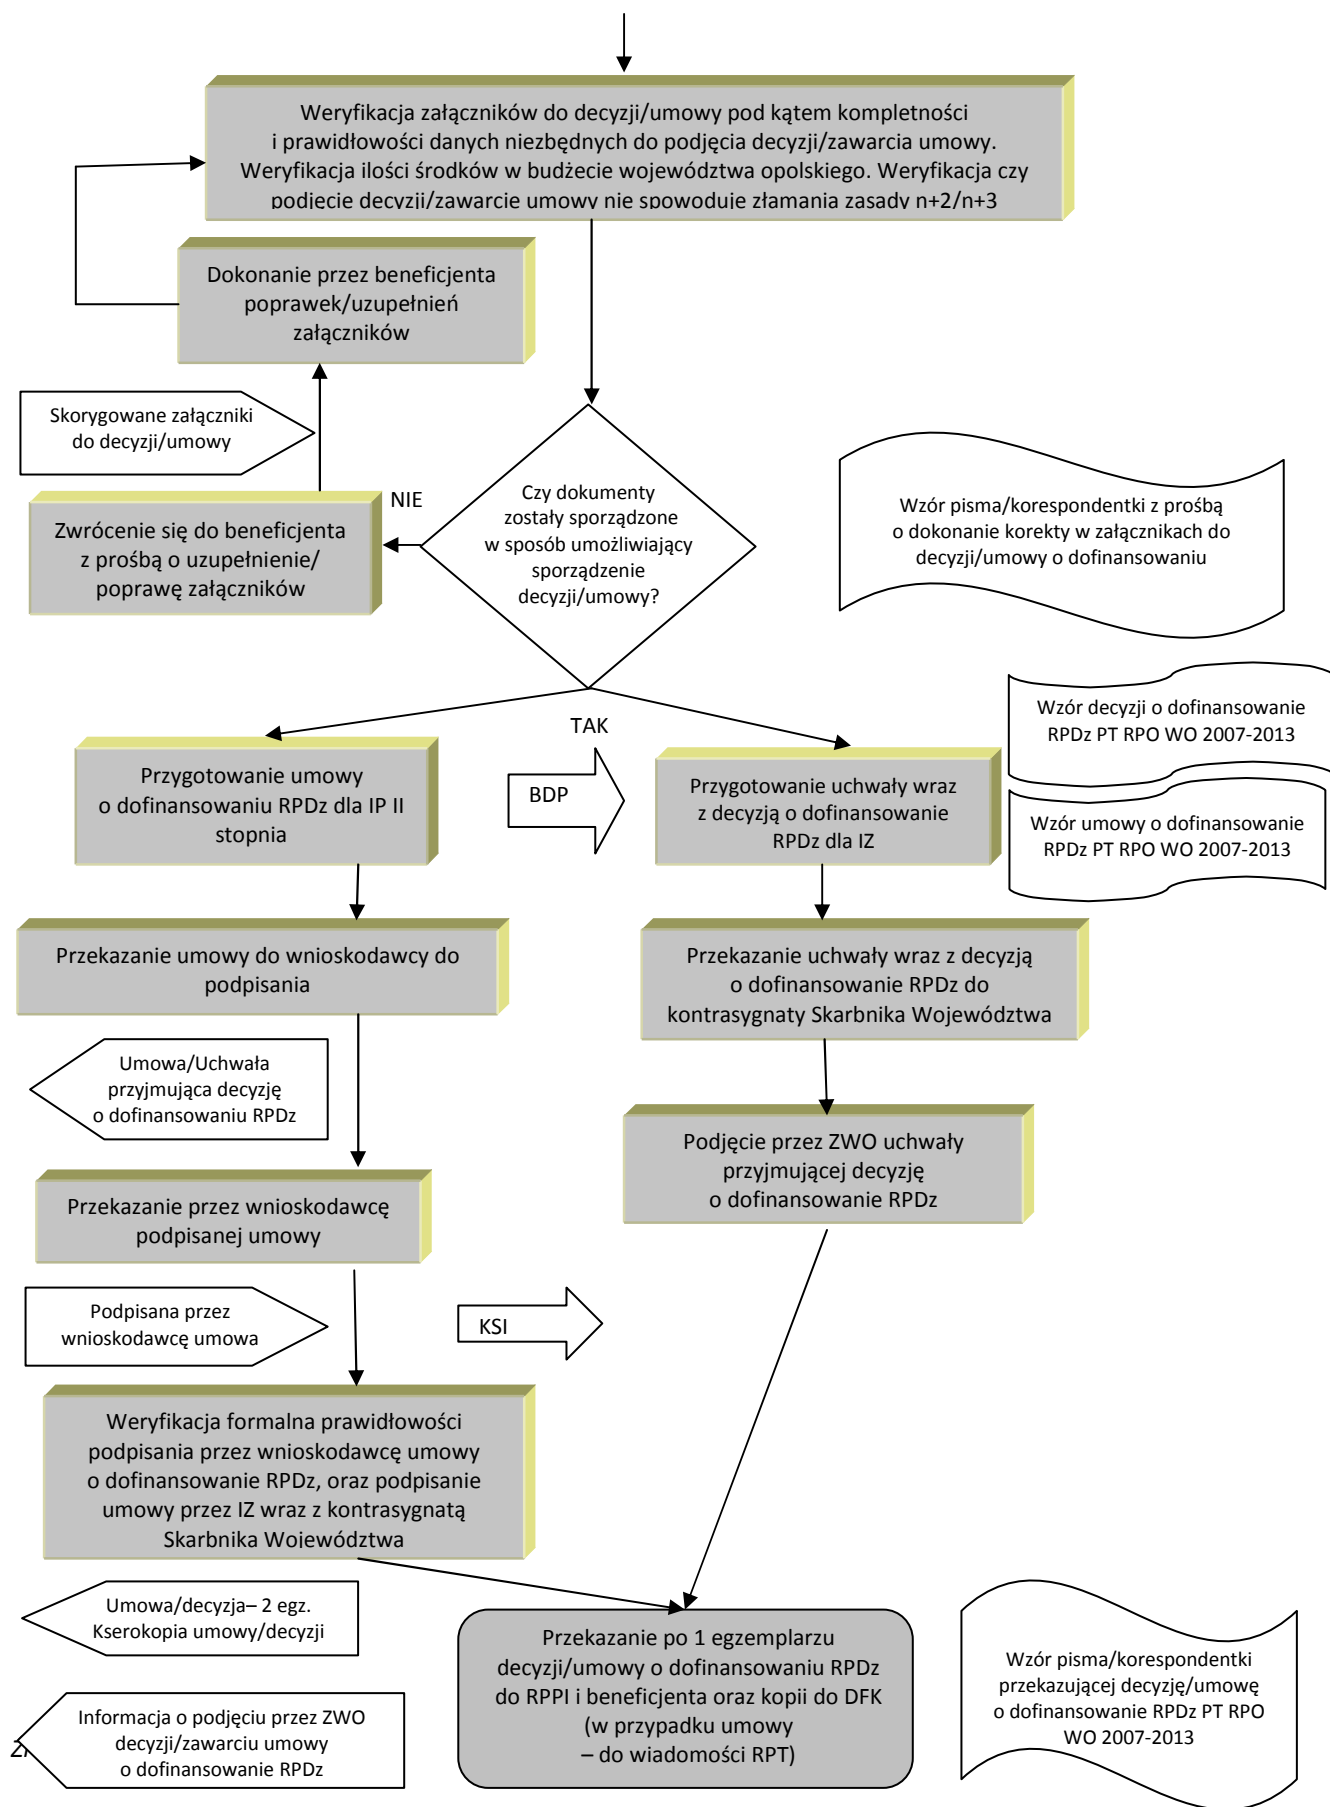 Weryfikacja załączników do decyzji/umowy pod kątem kompletności
i prawidłowości danych niezbędnych do podjęcia decyzji/zawarcia umowy.
Weryfikacja ilości środków w budżecie województwa opolskiego. Weryfikacja czy
podjęcie decyzji/zawarcie umowy nie spowoduje złamania zasady n+2/n+3
Dokonanie przez beneficjenta
poprawek/uzupełnień
załączników
Skorygowane załączniki
do decyzji/umowy
NIE
Zwrócenie się do beneficjenta
z prośbą o uzupełnienie/
poprawę załączników
Czy dokumenty
zostały sporządzone
w sposób umożliwiający
sporządzenie
decyzji/umowy?
Wzór pisma/korespondentki z prośbą
o dokonanie korekty w załącznikach do
decyzji/umowy o dofinansowaniu
TAK
Wzór decyzji o dofinansowanie
RPDz PT RPO WO 2007-2013
Przygotowanie umowy
o dofinansowaniu RPDz dla IP II
stopnia
BDP
Przygotowanie uchwały wraz
z decyzją o dofinansowanie
RPDz dla IZ
Wzór umowy o dofinansowanie
RPDz PT RPO WO 2007-2013
Przekazanie umowy do wnioskodawcy do
podpisania
Przekazanie uchwały wraz z decyzją
o dofinansowanie RPDz do
kontrasygnaty Skarbnika Województwa
Umowa/Uchwała
przyjmująca decyzję
o dofinansowaniu RPDz
Podjęcie przez ZWO uchwały
przyjmującej decyzję
o dofinansowanie RPDz
Przekazanie przez wnioskodawcę
podpisanej umowy
Podpisana przez
wnioskodawcę umowa
KSI
Weryfikacja formalna prawidłowości
podpisania przez wnioskodawcę umowy
o dofinansowanie RPDz, oraz podpisanie
umowy przez IZ wraz z kontrasygnatą
Skarbnika Województwa
Umowa/decyzja– 2 egz.
Kserokopia umowy/decyzji
Przekazanie po 1 egzemplarzu
decyzji/umowy o dofinansowaniu RPDz
do RPPI i beneficjenta oraz kopii do DFK
(w przypadku umowy
– do wiadomości RPT)
Wzór pisma/korespondentki
przekazującej decyzję/umowę
o dofinansowanie RPDz PT RPO
WO 2007-2013
Informacja o podjęciu przez ZWO
decyzji/zawarciu umowy
o dofinansowanie RPDz